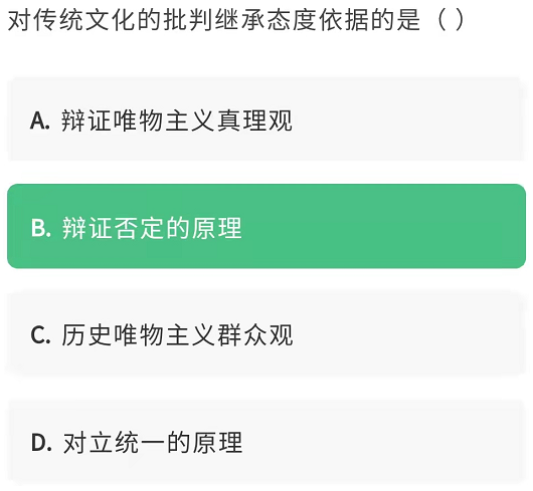 对传统文化的批判继承态度依据的是（ ）
A. 辩证唯物主义真理观
B. 辩证否定的原理
C. 历史唯物主义群众观
D. 对立统一的原理